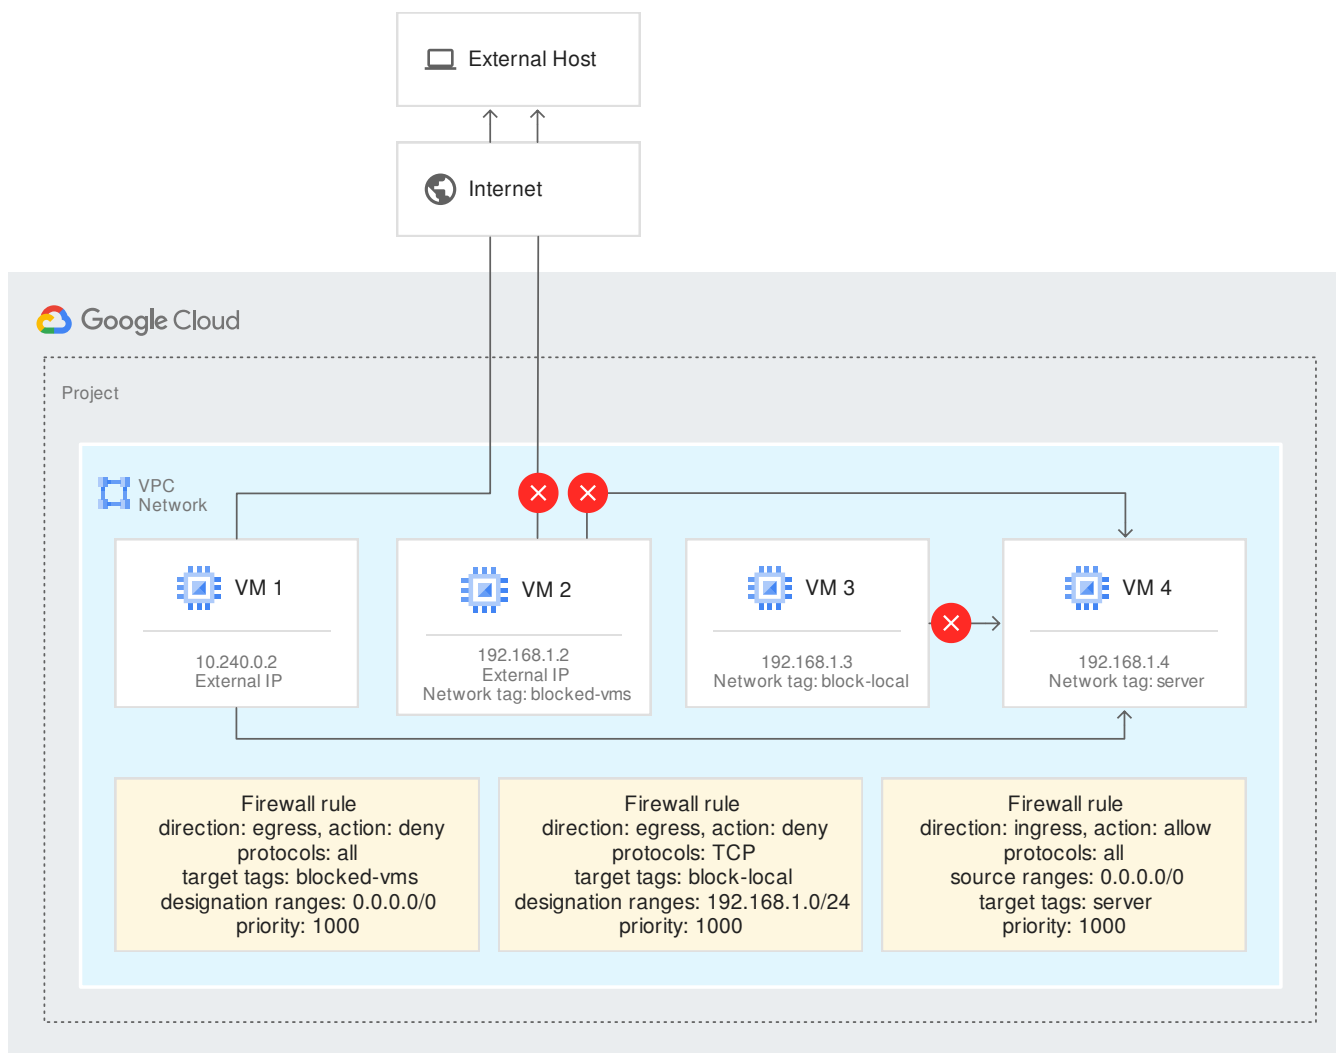 External Host
Internet
Google Cloud
Project
VPC
Network
VM 1
10.240.0.2
External IP
VM 2
192.168.1.2
External IP
Network tag: blocked-vms
VM 3
192.168.1.3
Network tag: block-local
VM 4
192.168.1.4
Network tag: server
Firewall rule
direction: egress, action: deny
protocols: all
target tags: blocked-vms
designation ranges: 0.0.0.0/0
priority: 1000
Firewall rule
direction: egress, action: deny
protocols: TCP
target tags: block-local
designation ranges: 192.168.1.0/24
priority: 1000
Firewall rule
direction: ingress, action: allow
protocols: all
source ranges: 0.0.0.0/0
target tags: server
priority: 1000